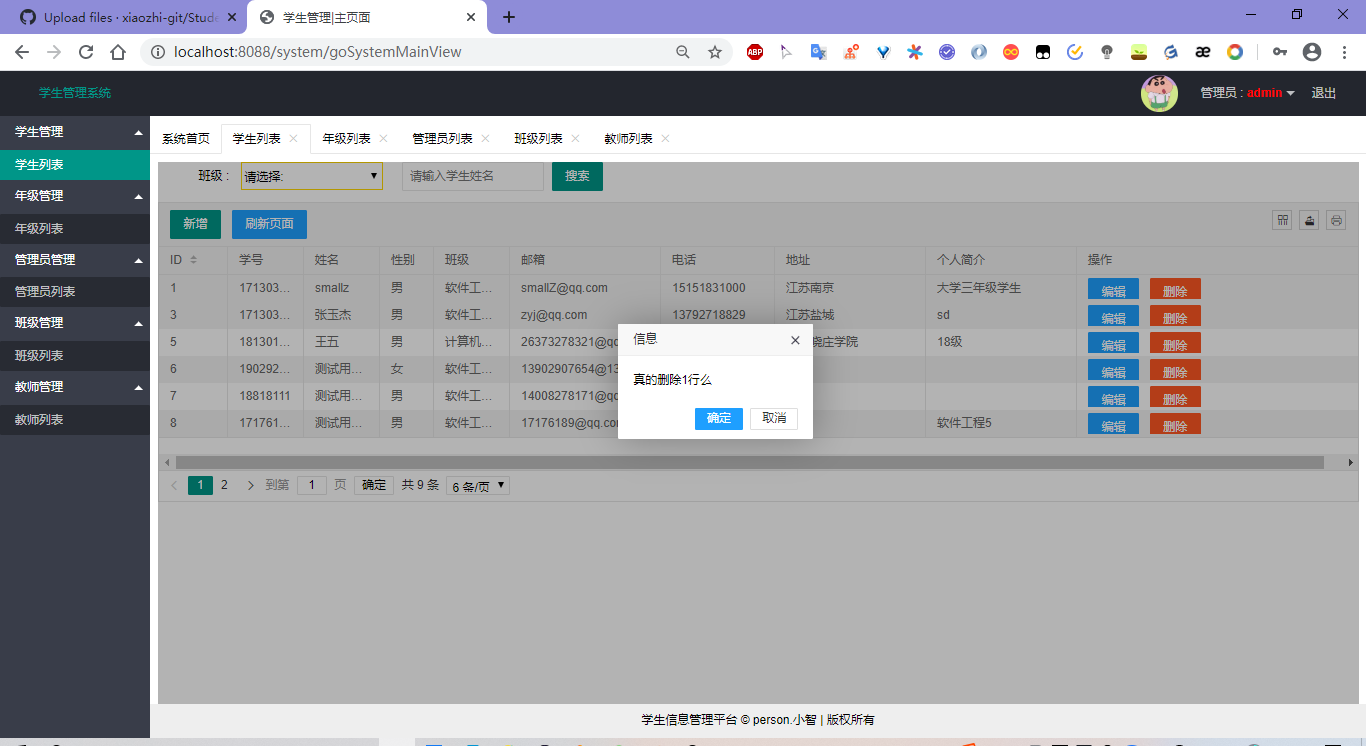 Upload files · xiaozhi-git/Stude
学生管理|主页面
localhost:8088/system/goSystemMainView
ABP
学生管理系统
管理员 : admin
退出
学生管理
学生列表
年级管理
年级列表
管理员管理
管理员列表
班级管理
班级列表
教师管理
教师列表
系统首页 学生列表 年级列表 管理员列表 班级列表 教师列表
班级 : 请选择: 请输入学生姓名 搜索
新增 刷新页面
ID 学号 姓名 性别 班级 邮箱 电话 地址 个人简介 操作
1 171303... smallz 男 软件工... smallZ@qq.com 15151831000 江苏南京 大学三年级学生 编辑 删除
3 171303... 张玉杰 男 软件工... zyj@qq.com 13792718829 江苏盐城 sd 编辑 删除
5 181301... 王五 男 计算机... 26373278321@qq 晓庄学院 18级 编辑 删除
6 190292... 测试用... 女 软件工... 13902907654@13 编辑 删除
7 18818111 测试用... 男 软件工... 14008278171@qq 编辑 删除
8 171761... 测试用... 男 软件工... 17176189@qq.com 软件工程5 编辑 删除
信息
真的删除1行么
确定 取消
1 2 到第 1 页 确定 共 9 条 6 条/页
学生信息管理平台 © person.小智 | 版权所有